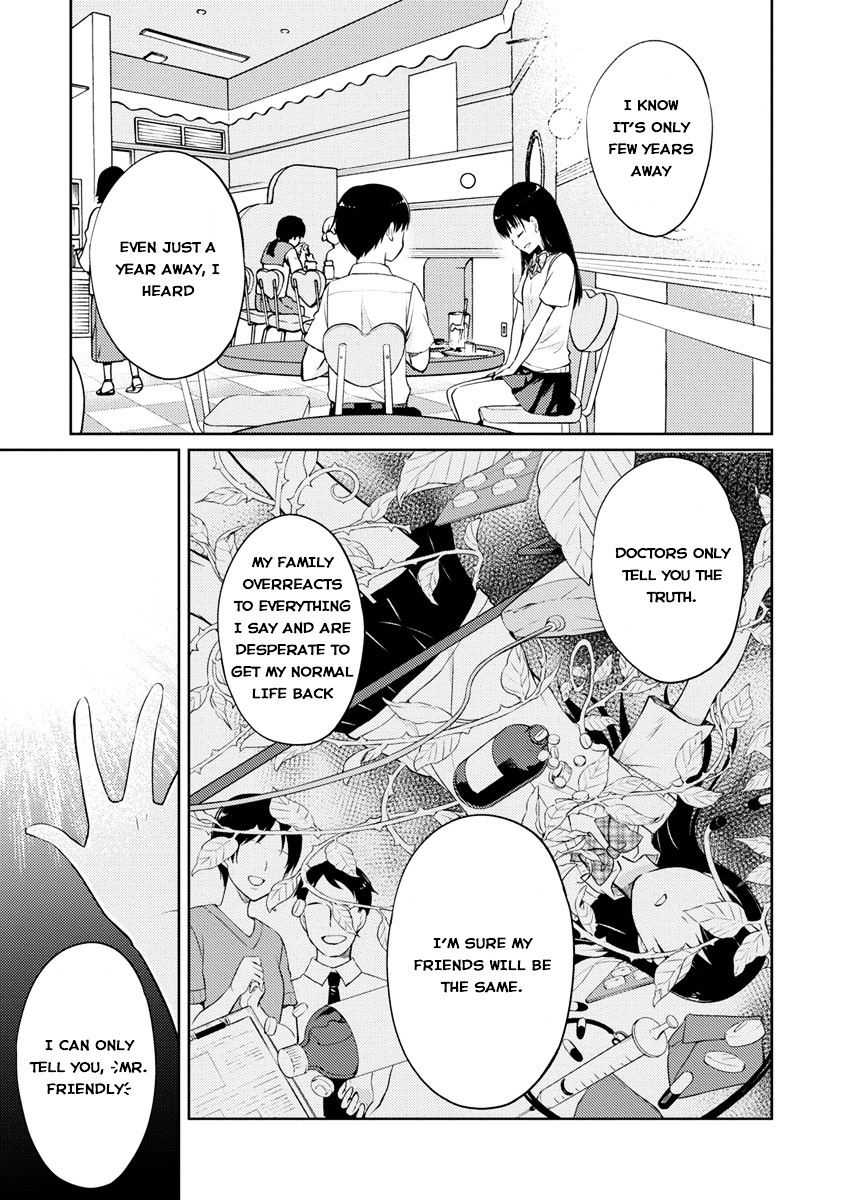 I KNOW
IT'S ONLY
FEW YEARS
AWAY
EVEN JUST A
YEAR AWAY, I
HEARD
DOCTORS ONLY
TELL YOU THE
TRUTH.
MY FAMILY
OVERREACTS
TO EVERYTHING
I SAY AND ARE
DESPERATE TO
GET MY NORMAL
LIFE BACK
I'M SURE MY
FRIENDS WILL BE
THE SAME.
I CAN ONLY
TELL YOU, MR.
FRIENDLY